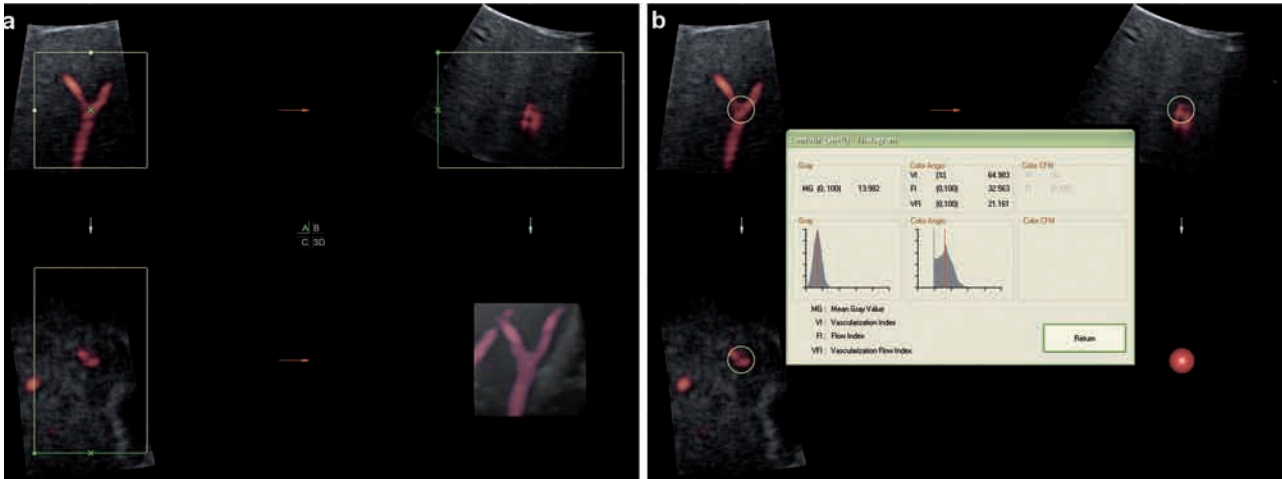 a
A B
C 3D
b
Gray
MG (0, 100) 13.982
Color Angio
VI [%] 64.983
FI (0,100) 32.563
VFI (0,100) 21.161
Color CFM
Gray
Color Angio
Color CFM
MG : Mean Gray Value
VI : Vascularization Index
FI : Flow Index
VFI : Vascularization Flow Index
Return